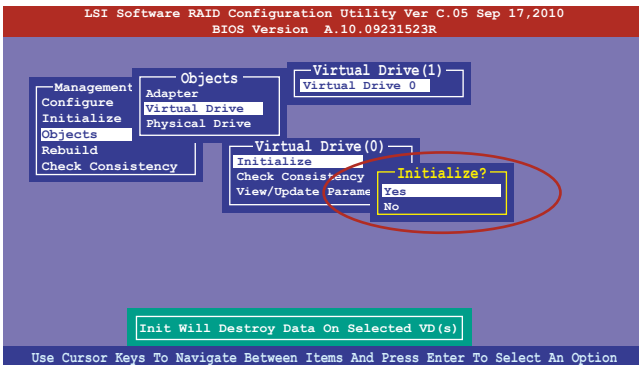 LSI Software RAID Configuration Utility Ver C.05 Sep 17,2010
BIOS Version A.10.09231523R
Management
Configure
Initialize
Objects
Rebuild
Check Consistency
Objects
Adapter
Virtual Drive
Physical Drive
Virtual Drive(1)
Virtual Drive 0
Virtual Drive(0)
Initialize
Check Consistency
View/Update Parame
Initialize?
Yes
No
Init Will Destroy Data On Selected VD(s)
Use Cursor Keys To Navigate Between Items And Press Enter To Select An Option